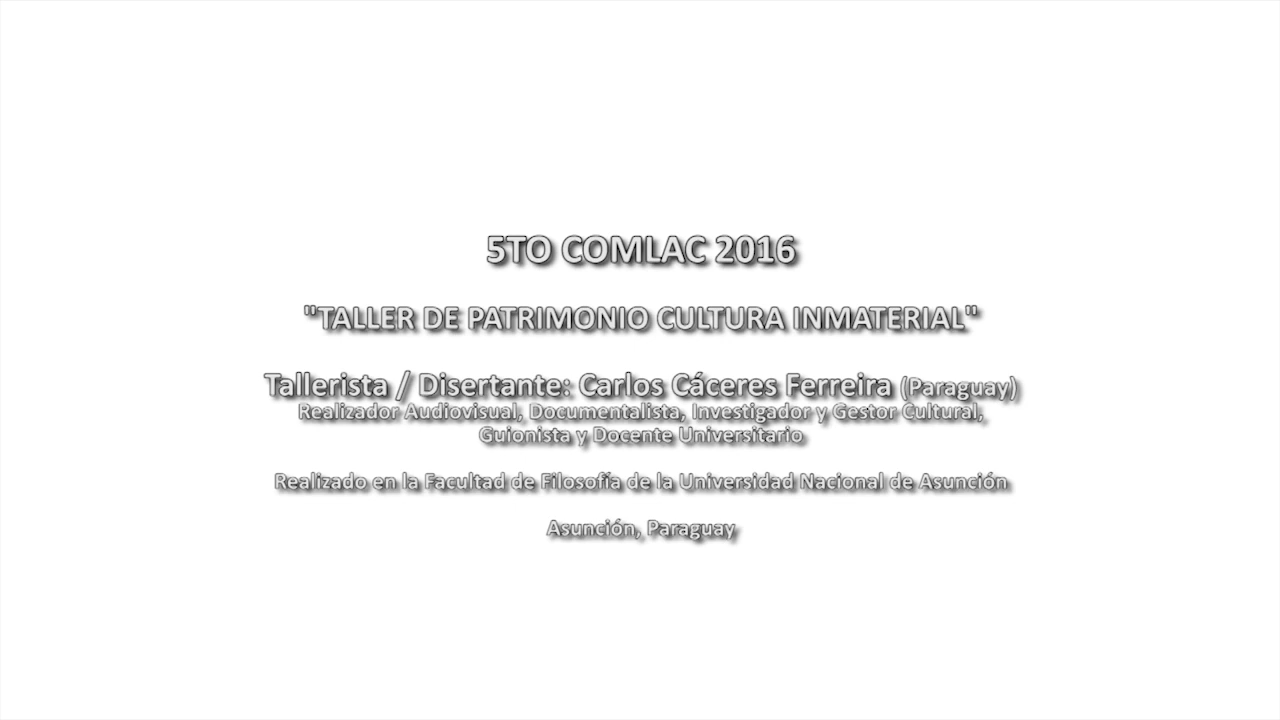 5TO COMLAC 2016
"TALLER DE PATRIMONIO CULTURA INMATERIAL"
Tallerista / Disertante: Carlos Cáceres Ferreira (Paraguay)
Realizador Audiovisual, Documentalista, Investigador y Gestor Cultural,
Guionista y Docente Universitario
Realizado en la Facultad de Filosofía de la Universidad Nacional de Asunción
Asunción, Paraguay